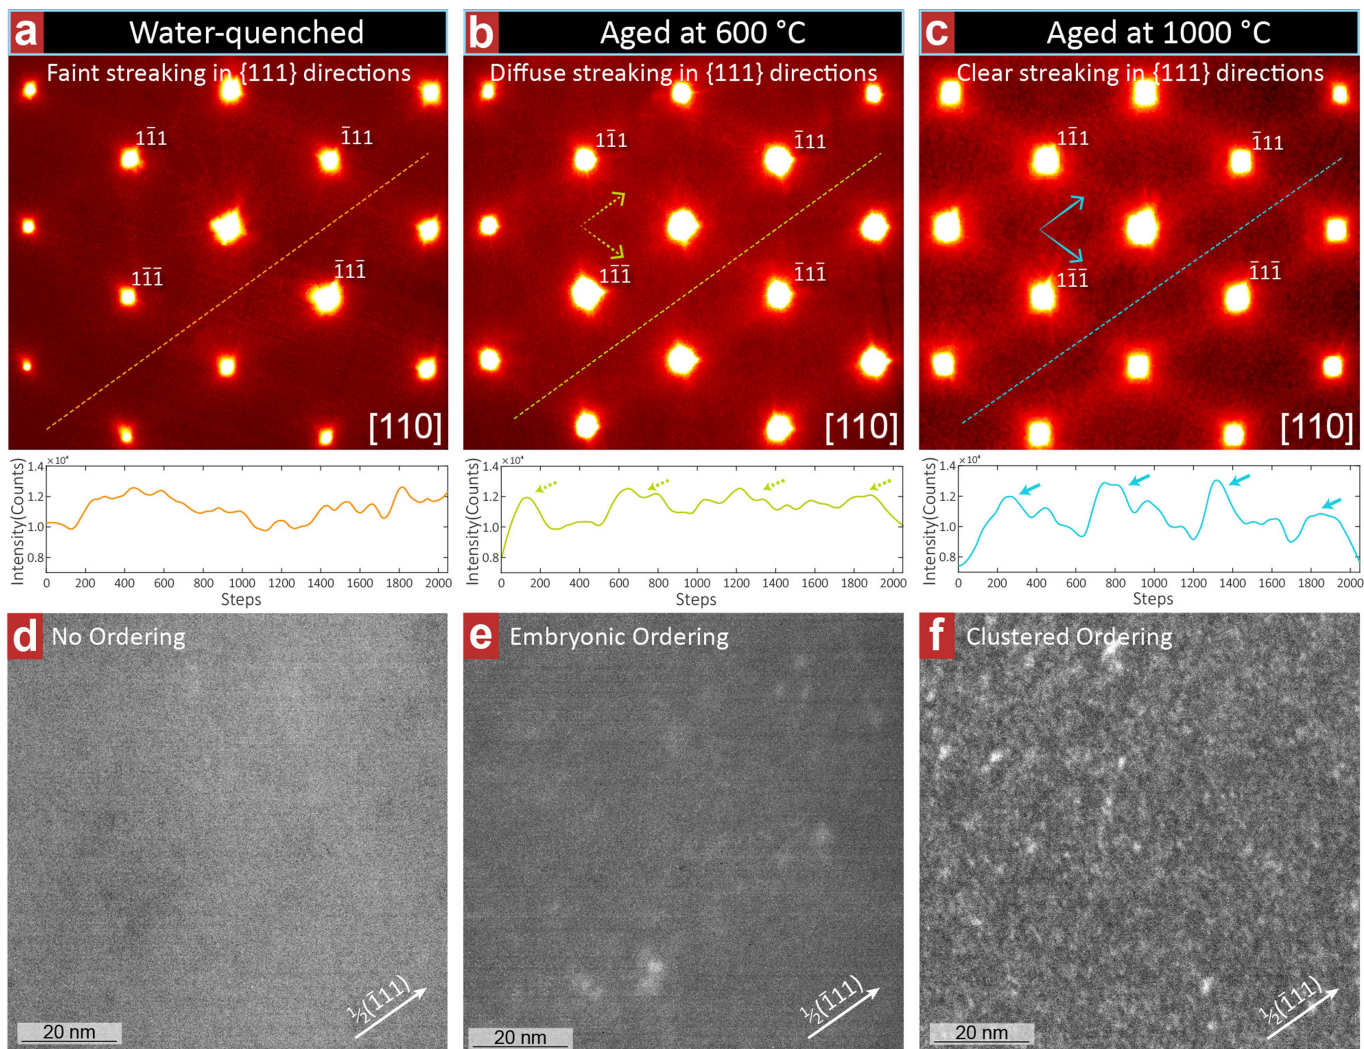 a Water-quenched
Faint streaking in {111} directions
11̅1
1̅11
11̅1̅
1̅11̅
[110]
b Aged at 600 °C
Diffuse streaking in {111} directions
11̅1
1̅11
11̅1̅
1̅11̅
[110]
c Aged at 1000 °C
Clear streaking in {111} directions
11̅1
1̅11
11̅1̅
1̅11̅
[110]
Intensity(Counts)
×10⁴
1.4
1.2
1.0
0.8
0 200 400 600 800 1000 1200 1400 1600 1800 2000
Steps
Intensity(Counts)
×10⁴
1.4
1.2
1.0
0.8
0 200 400 600 800 1000 1200 1400 1600 1800 2000
Steps
Intensity(Counts)
×10⁴
1.4
1.2
1.0
0.8
0 200 400 600 800 1000 1200 1400 1600 1800 2000
Steps
d No Ordering
20 nm
½(1̅11)
e Embryonic Ordering
20 nm
½(1̅11)
f Clustered Ordering
20 nm
½(1̅11)